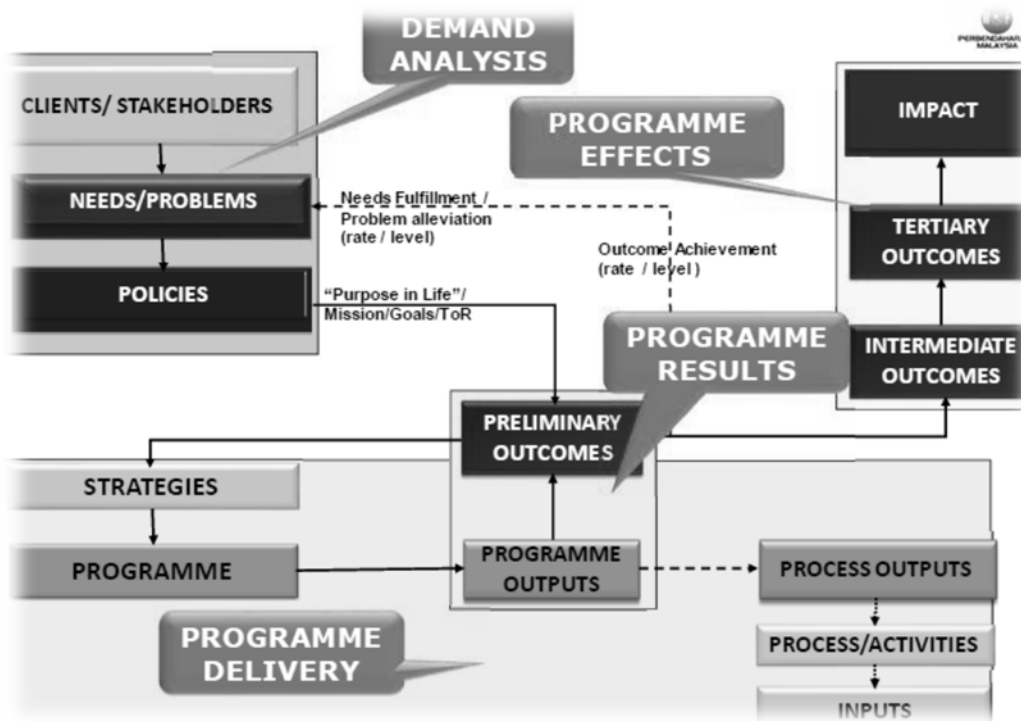 DEMAND
ANALYSIS
PERBENDAHARA
MALAYSIA
CLIENTS/ STAKEHOLDERS
IMPACT
PROGRAMME
EFFECTS
NEEDS/PROBLEMS
Needs Fulfillment /
Problem alleviation
(rate / level)
TERTIARY
OUTCOMES
Outcome Achievement
(rate / level )
POLICIES
“Purpose in Life”/
Mission/Goals/ToR
PROGRAMME
RESULTS
INTERMEDIATE
OUTCOMES
PRELIMINARY
OUTCOMES
STRATEGIES
PROGRAMME
PROGRAMME
OUTPUTS
PROCESS OUTPUTS
PROGRAMME
DELIVERY
PROCESS/ACTIVITIES
INPUTS